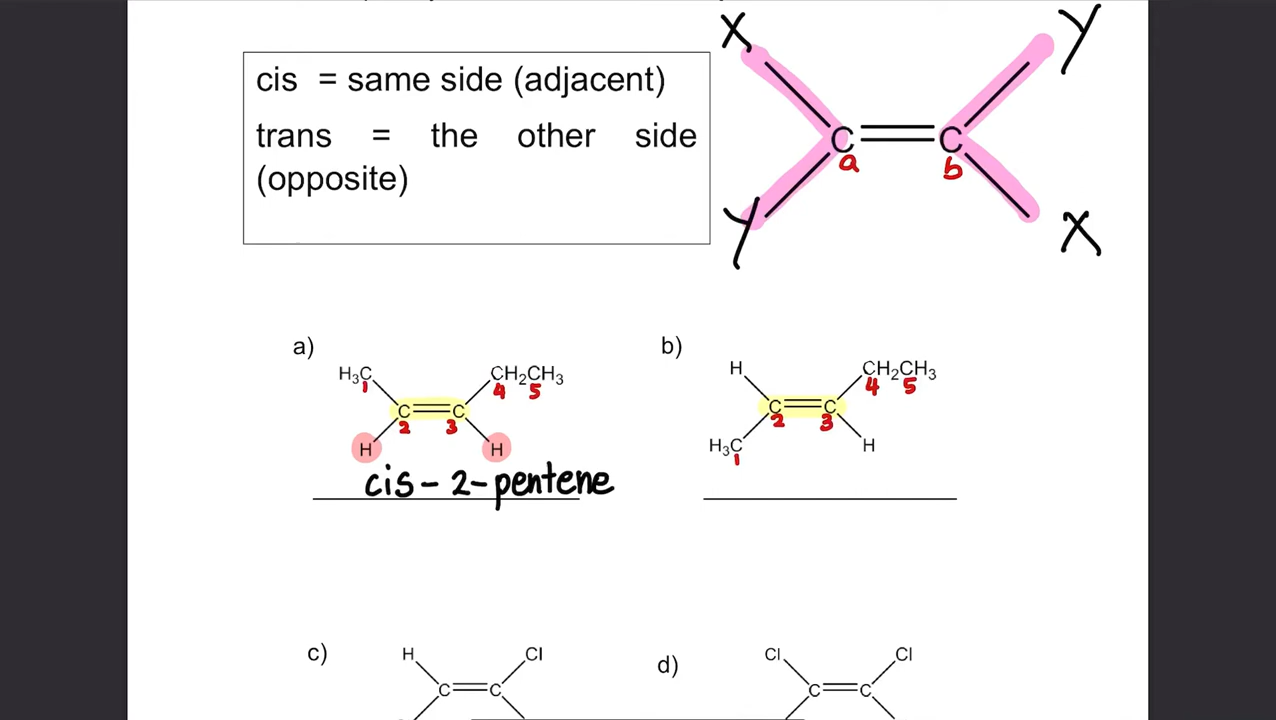 cis = same side (adjacent)
trans = the other side
(opposite)
X
Y
C
C
a
b
Y
X
a)
H₃C
CH₂CH₃
1
4
5
C
C
2
3
H
H
cis-2-pentene
b)
H
CH₂CH₃
4
5
C
C
2
3
H₃C
H
1
c)
H
Cl
C
C
d)
Cl
Cl
C
C